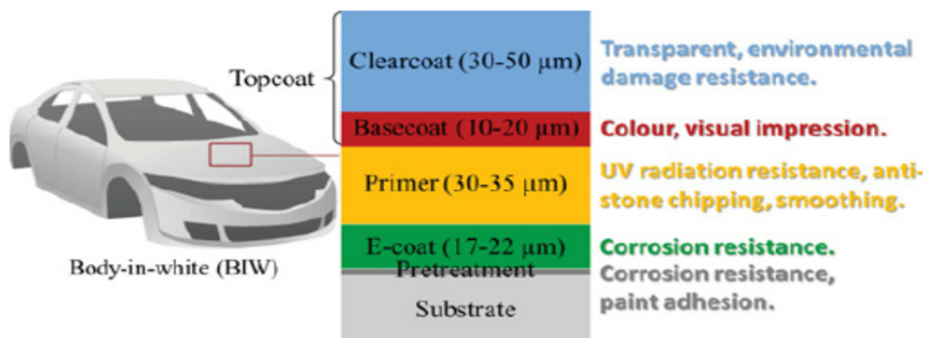 Topcoat
Clearcoat (30-50 μm)
Transparent, environmental
damage resistance.
Basecoat (10-20 μm)
Colour, visual impression.
Primer (30-35 μm)
UV radiation resistance, anti-
stone chipping, smoothing.
E-coat (17-22 μm)
Corrosion resistance.
Pretreatment
Corrosion resistance,
paint adhesion.
Substrate
Body-in-white (BIW)